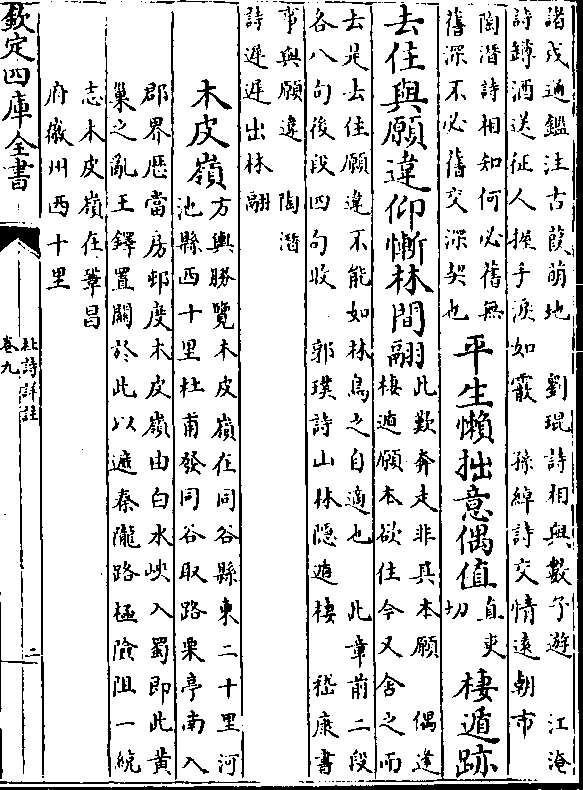 諸戎通鑑注古葭萌地　劉琨詩相與數子遊　江淹
詩鐏酒送征人握手淚如霰　孫綽詩交情遠朝市
陶潛詩相知何必舊無
舊深不必舊交深契也
平生懶拙意偶值直吏切棲遁跡
去住與願違仰慚林間翮
此歎奔走非其本願　偶逢
棲遁願本欲住今又舍之而
去是去住願違不能如林鳥之自適也　此章前二段
各八句後段四句收　郭璞詩山林隱遯棲　嵇康書
事與願違　陶潛
詩遲遲出林翮
木皮嶺
方輿勝覽木皮嶺在同谷縣東二十里河
池縣西十里杜甫發同谷取路栗亭南入
郡界歷當房邨度木皮嶺由白水峽入蜀即此黃
巢之亂王鐸置關於此以遮秦隴路極險阻一統
志木皮嶺在鞏昌
府徽州西十里
欽定四庫全書
杜詩詳註
卷九
二